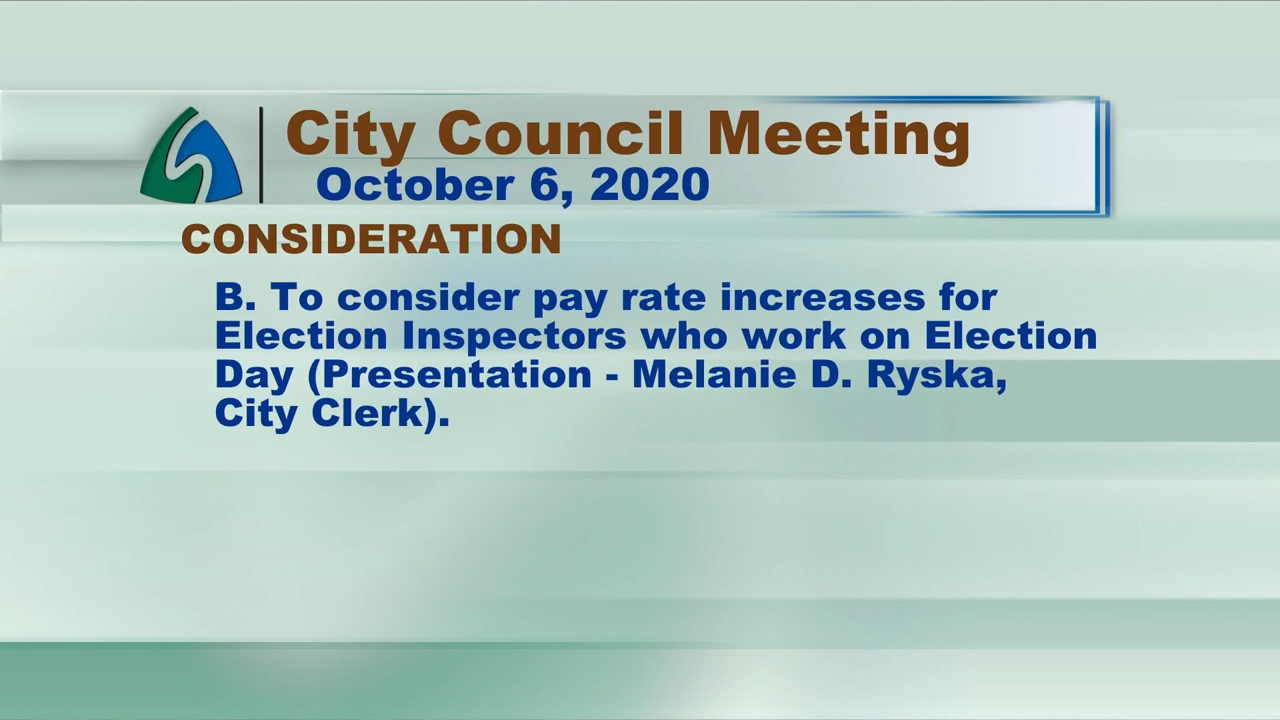 City Council Meeting
October 6, 2020
CONSIDERATION
B. To consider pay rate increases for
Election Inspectors who work on Election
Day (Presentation - Melanie D. Ryska,
City Clerk).